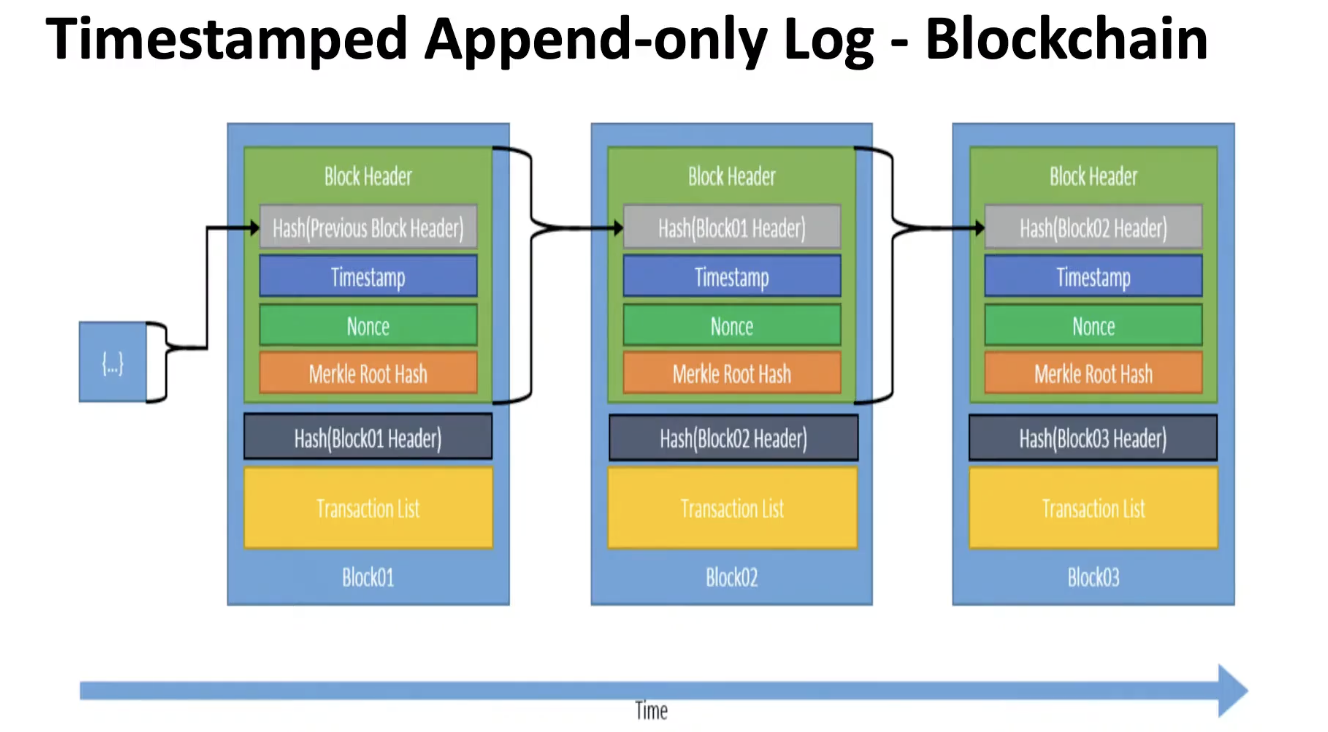 Timestamped Append-only Log - Blockchain
{...}
Block Header
Hash(Previous Block Header)
Timestamp
Nonce
Merkle Root Hash
Hash(Block01 Header)
Transaction List
Block01
Block Header
Hash(Block01 Header)
Timestamp
Nonce
Merkle Root Hash
Hash(Block02 Header)
Transaction List
Block02
Block Header
Hash(Block02 Header)
Timestamp
Nonce
Merkle Root Hash
Hash(Block03 Header)
Transaction List
Block03
Time